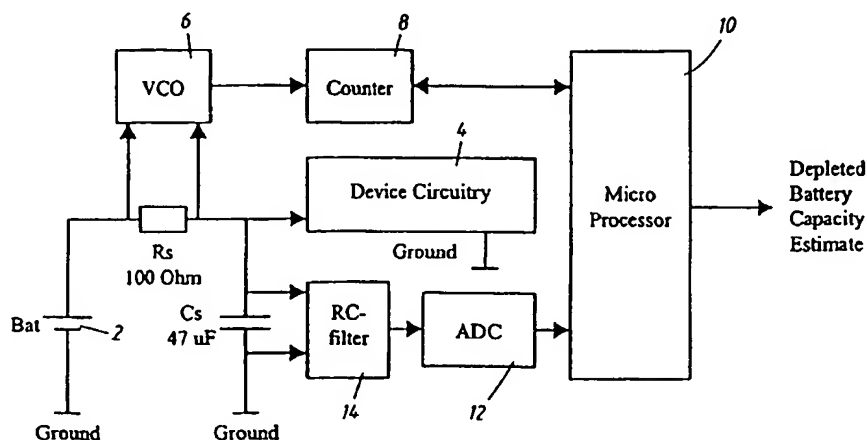 6
8
10
VCO
Counter
4
Device Circuitry
Micro
Processor
Depleted
Battery
Capacity
Estimate
Rs
100 Ohm
Ground
Bat
2
Cs
47 uF
RC-
filter
ADC
14
12
Ground
Ground